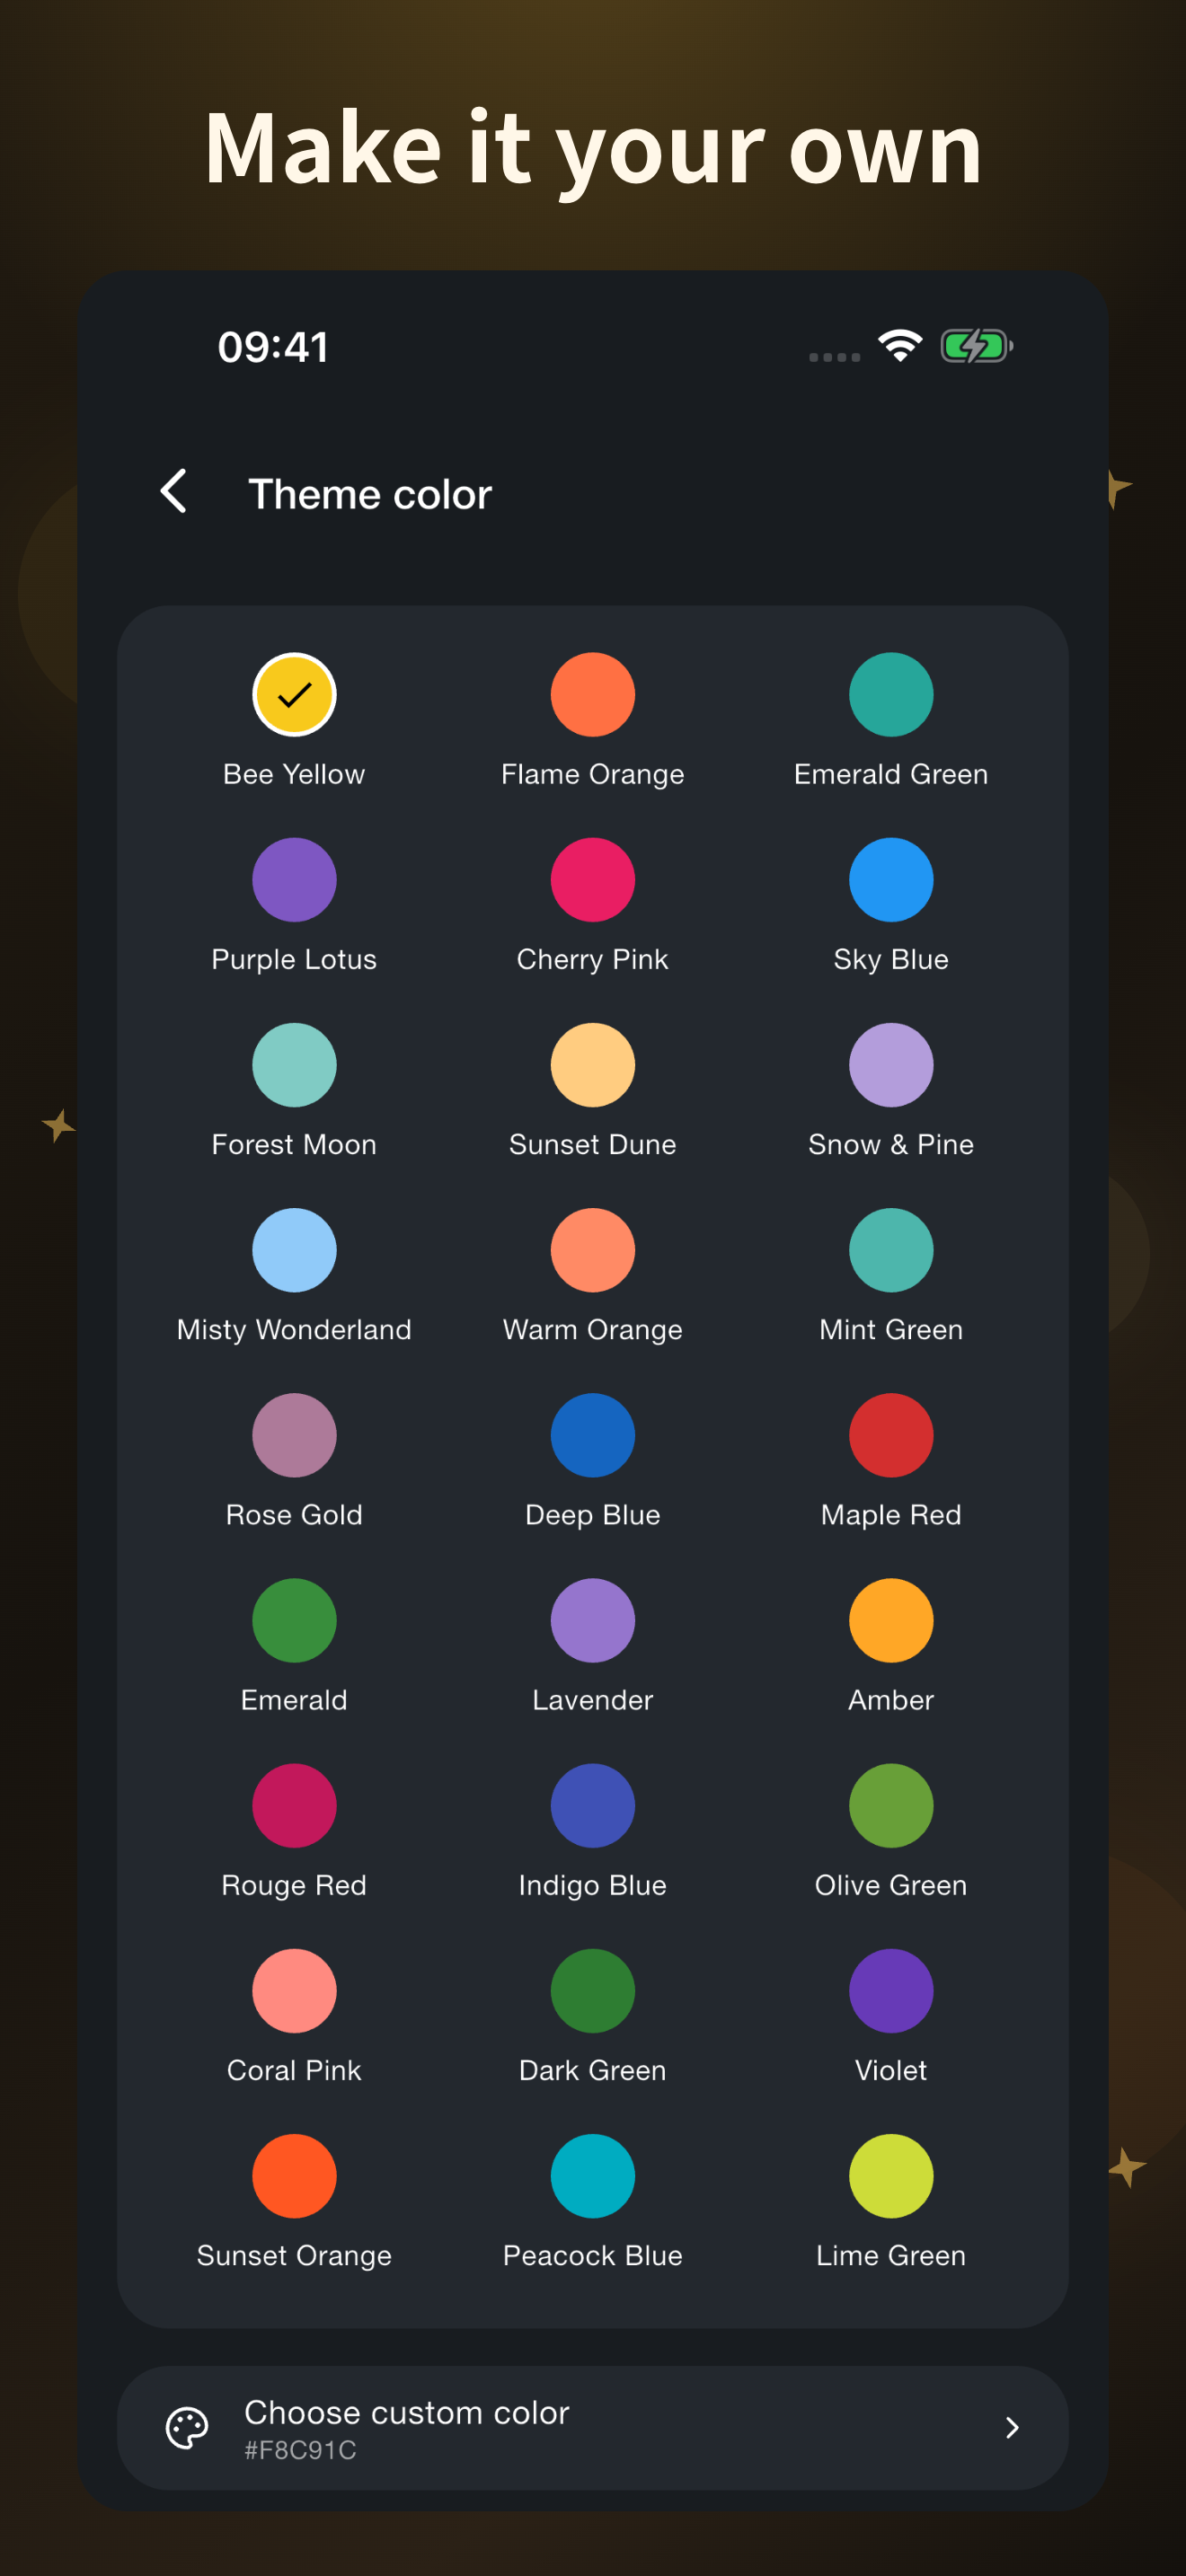 Make it your own
09:41
Theme color
Bee Yellow
Flame Orange
Emerald Green
Purple Lotus
Cherry Pink
Sky Blue
Forest Moon
Sunset Dune
Snow & Pine
Misty Wonderland
Warm Orange
Mint Green
Rose Gold
Deep Blue
Maple Red
Emerald
Lavender
Amber
Rouge Red
Indigo Blue
Olive Green
Coral Pink
Dark Green
Violet
Sunset Orange
Peacock Blue
Lime Green
Choose custom color
#F8C91C